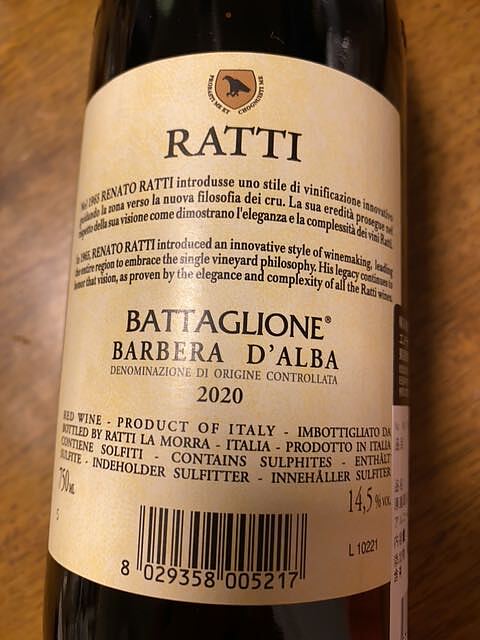 RATTI
Nel 1965 RENATO RATTI introdusse uno stile di vinificazione innovativo
guidando la zona verso la nuova filosofia dei cru. La sua eredità prosegue nel
rispetto della sua visione come dimostrano l'eleganza e la complessità dei vini Ratti.
In 1965, RENATO RATTI introduced an innovative style of winemaking, leading
the entire region to embrace the single vineyard philosophy. His legacy continues to
honor that vision, as proven by the elegance and complexity of all the Ratti wines.
BATTAGLIONE®
BARBERA D'ALBA
DENOMINAZIONE DI ORIGINE CONTROLLATA
2020
RED WINE - PRODUCT OF ITALY - IMBOTTIGLIATO DA
BOTTLED BY RATTI LA MORRA - ITALIA - PRODOTTO IN ITALIA
CONTIENE SOLFITI - CONTAINS SULPHITES - ENTHÄLT
SULFITE - INDEHOLDER SULFITTER - INNEHÅLLER SULFITER
750 ML
14,5 % VOL.
5
L 10221
8 029358 005217